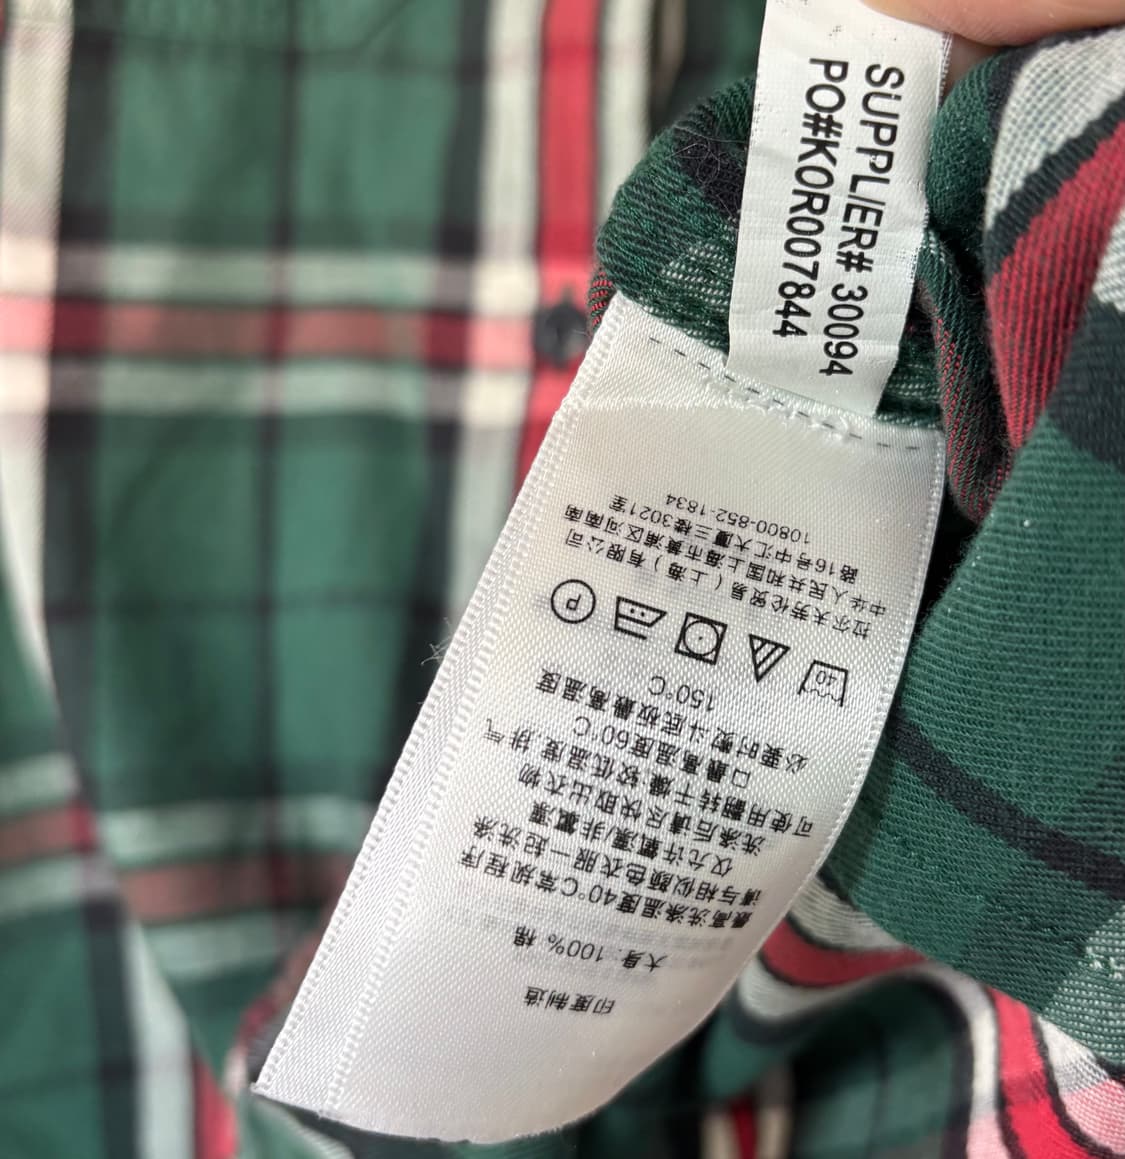 SUPPLIER# 30094
PO#KOR007844
印度制造
大身: 100% 棉
最高洗涤温度40°C常规程序
请与相似颜色衣服一起洗涤
仅允许氧漂/非氯漂
洗涤后请尽快取出衣物
可使用翻转干燥 较低温度, 排气
口最高温度60°C
必要时熨斗底板最高温度
150°C
40
P
拉尔夫劳伦贸易（上海）有限公司
中华人民共和国上海市黄浦区河南南
路16号中汇大厦三楼3021室
10800-852-1834